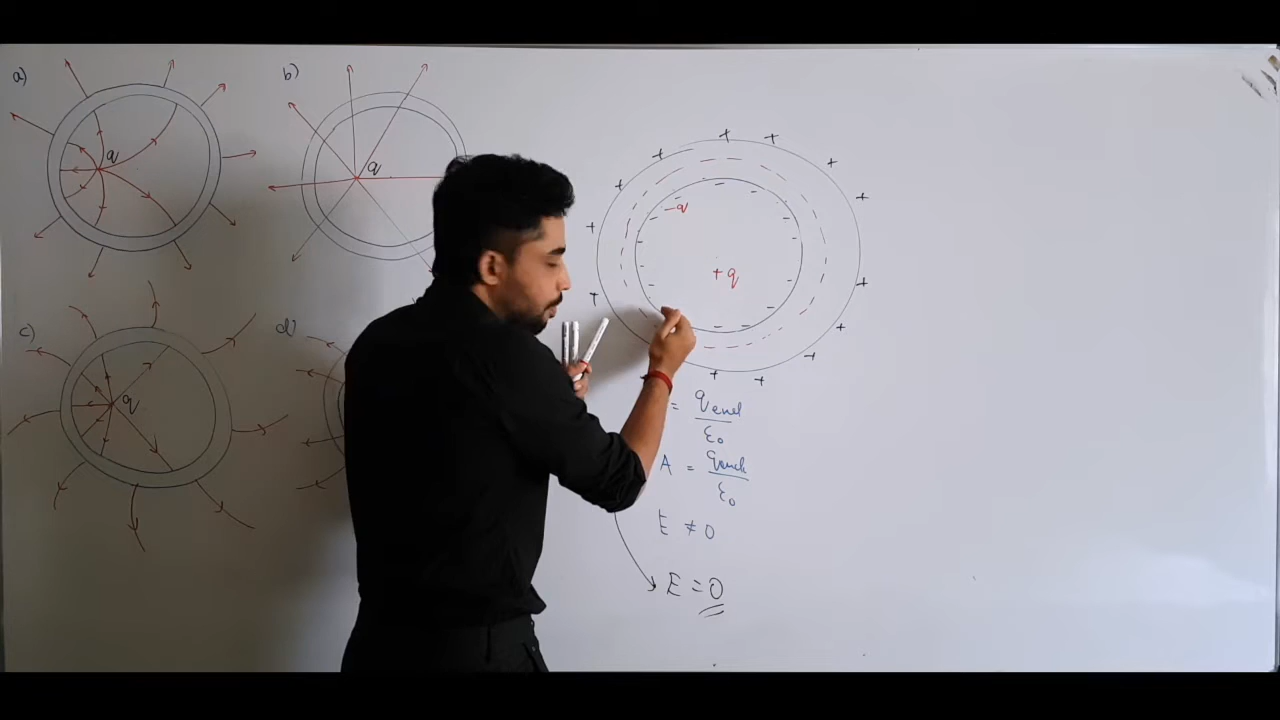 a)
q
b)
q
c)
q
d)
-q
+q
= qencl
ε₀
A = qencl
ε₀
E ≠ 0
E = 0